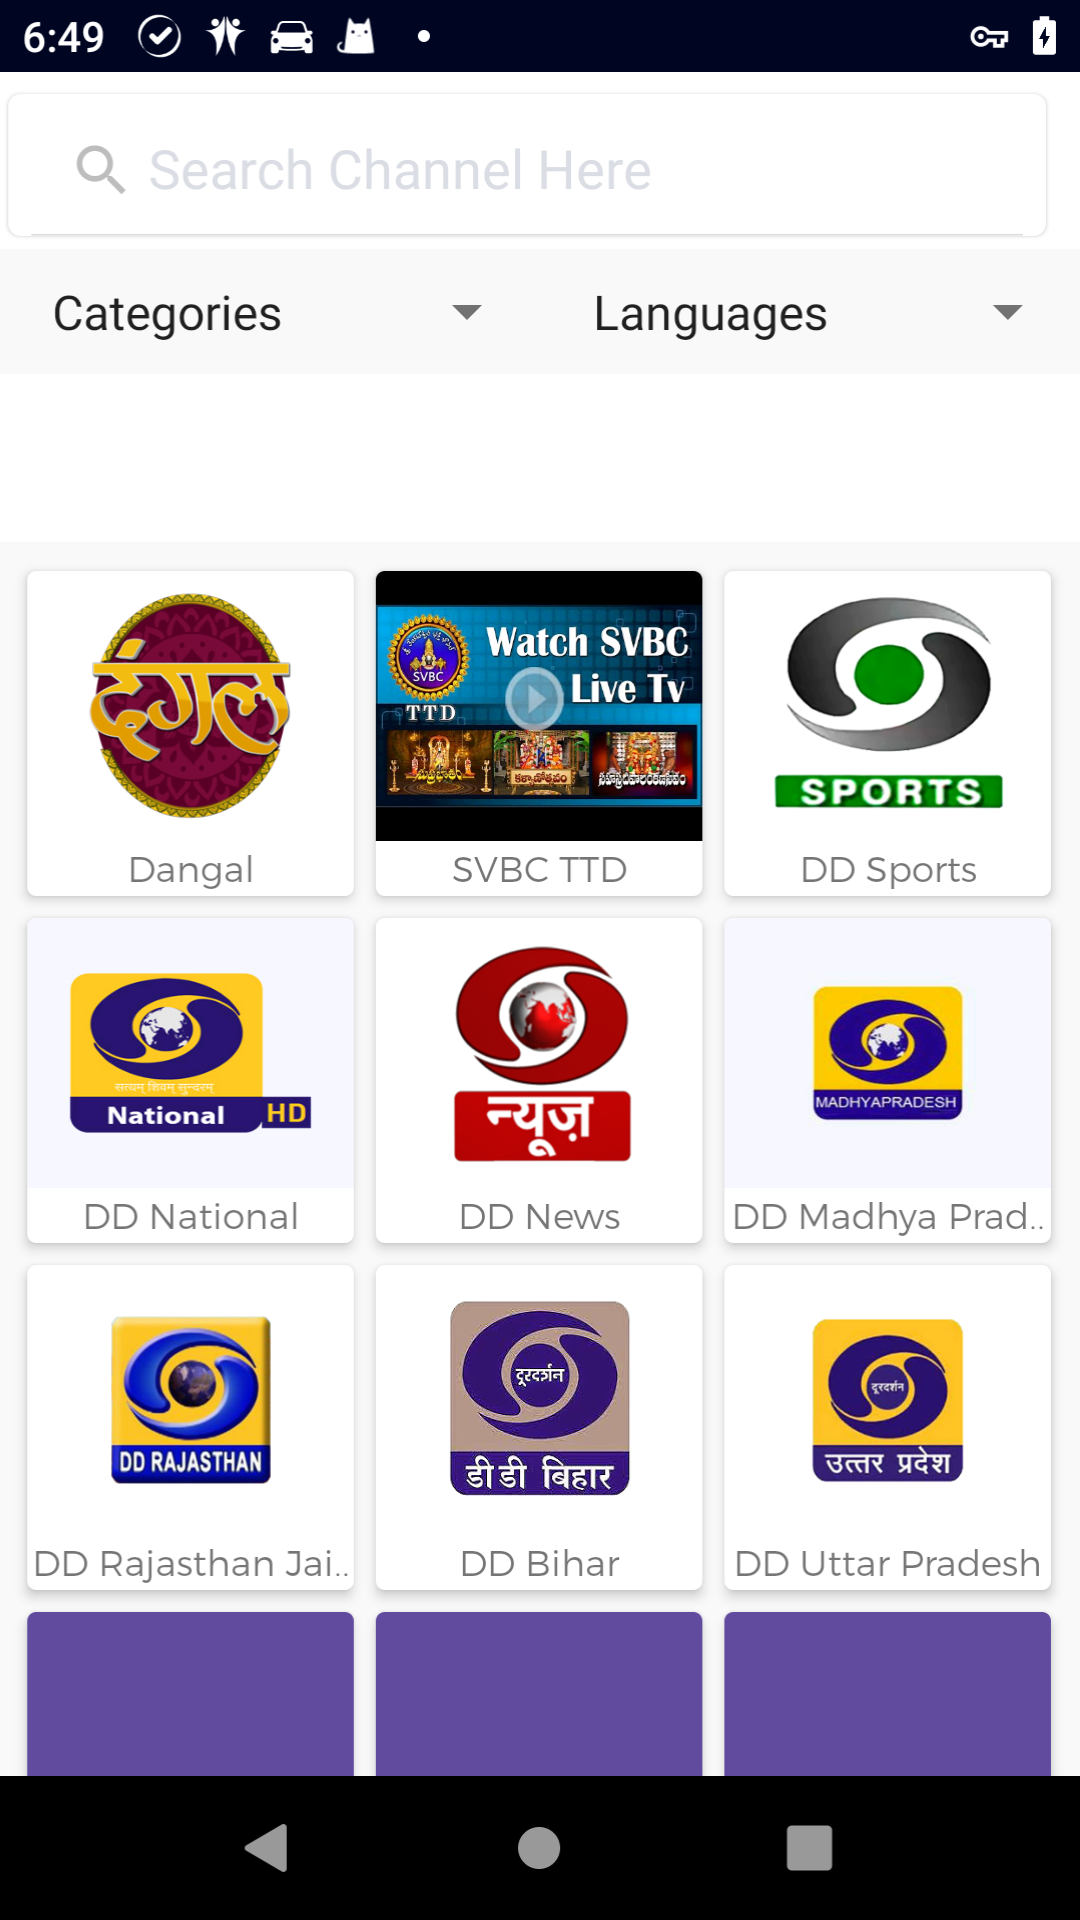 6:49
Search Channel Here
Categories
Languages
दंगल
Watch SVBC
Live Tv
SVBC
TTD
SPORTS
Dangal
SVBC TTD
DD Sports
सत्यम् शिवम् सुन्दरम्
National HD
न्यूज़
MADHYAPRADESH
DD National
DD News
DD Madhya Prad..
DD RAJASTHAN
दूरदर्शन
डी डी बिहार
दूरदर्शन
उत्तर प्रदेश
DD Rajasthan Jai..
DD Bihar
DD Uttar Pradesh